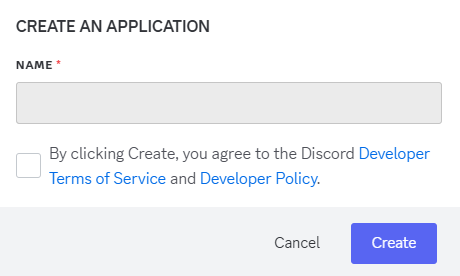 CREATE AN APPLICATION
NAME *
By clicking Create, you agree to the Discord Developer
Terms of Service and Developer Policy.
Cancel Create